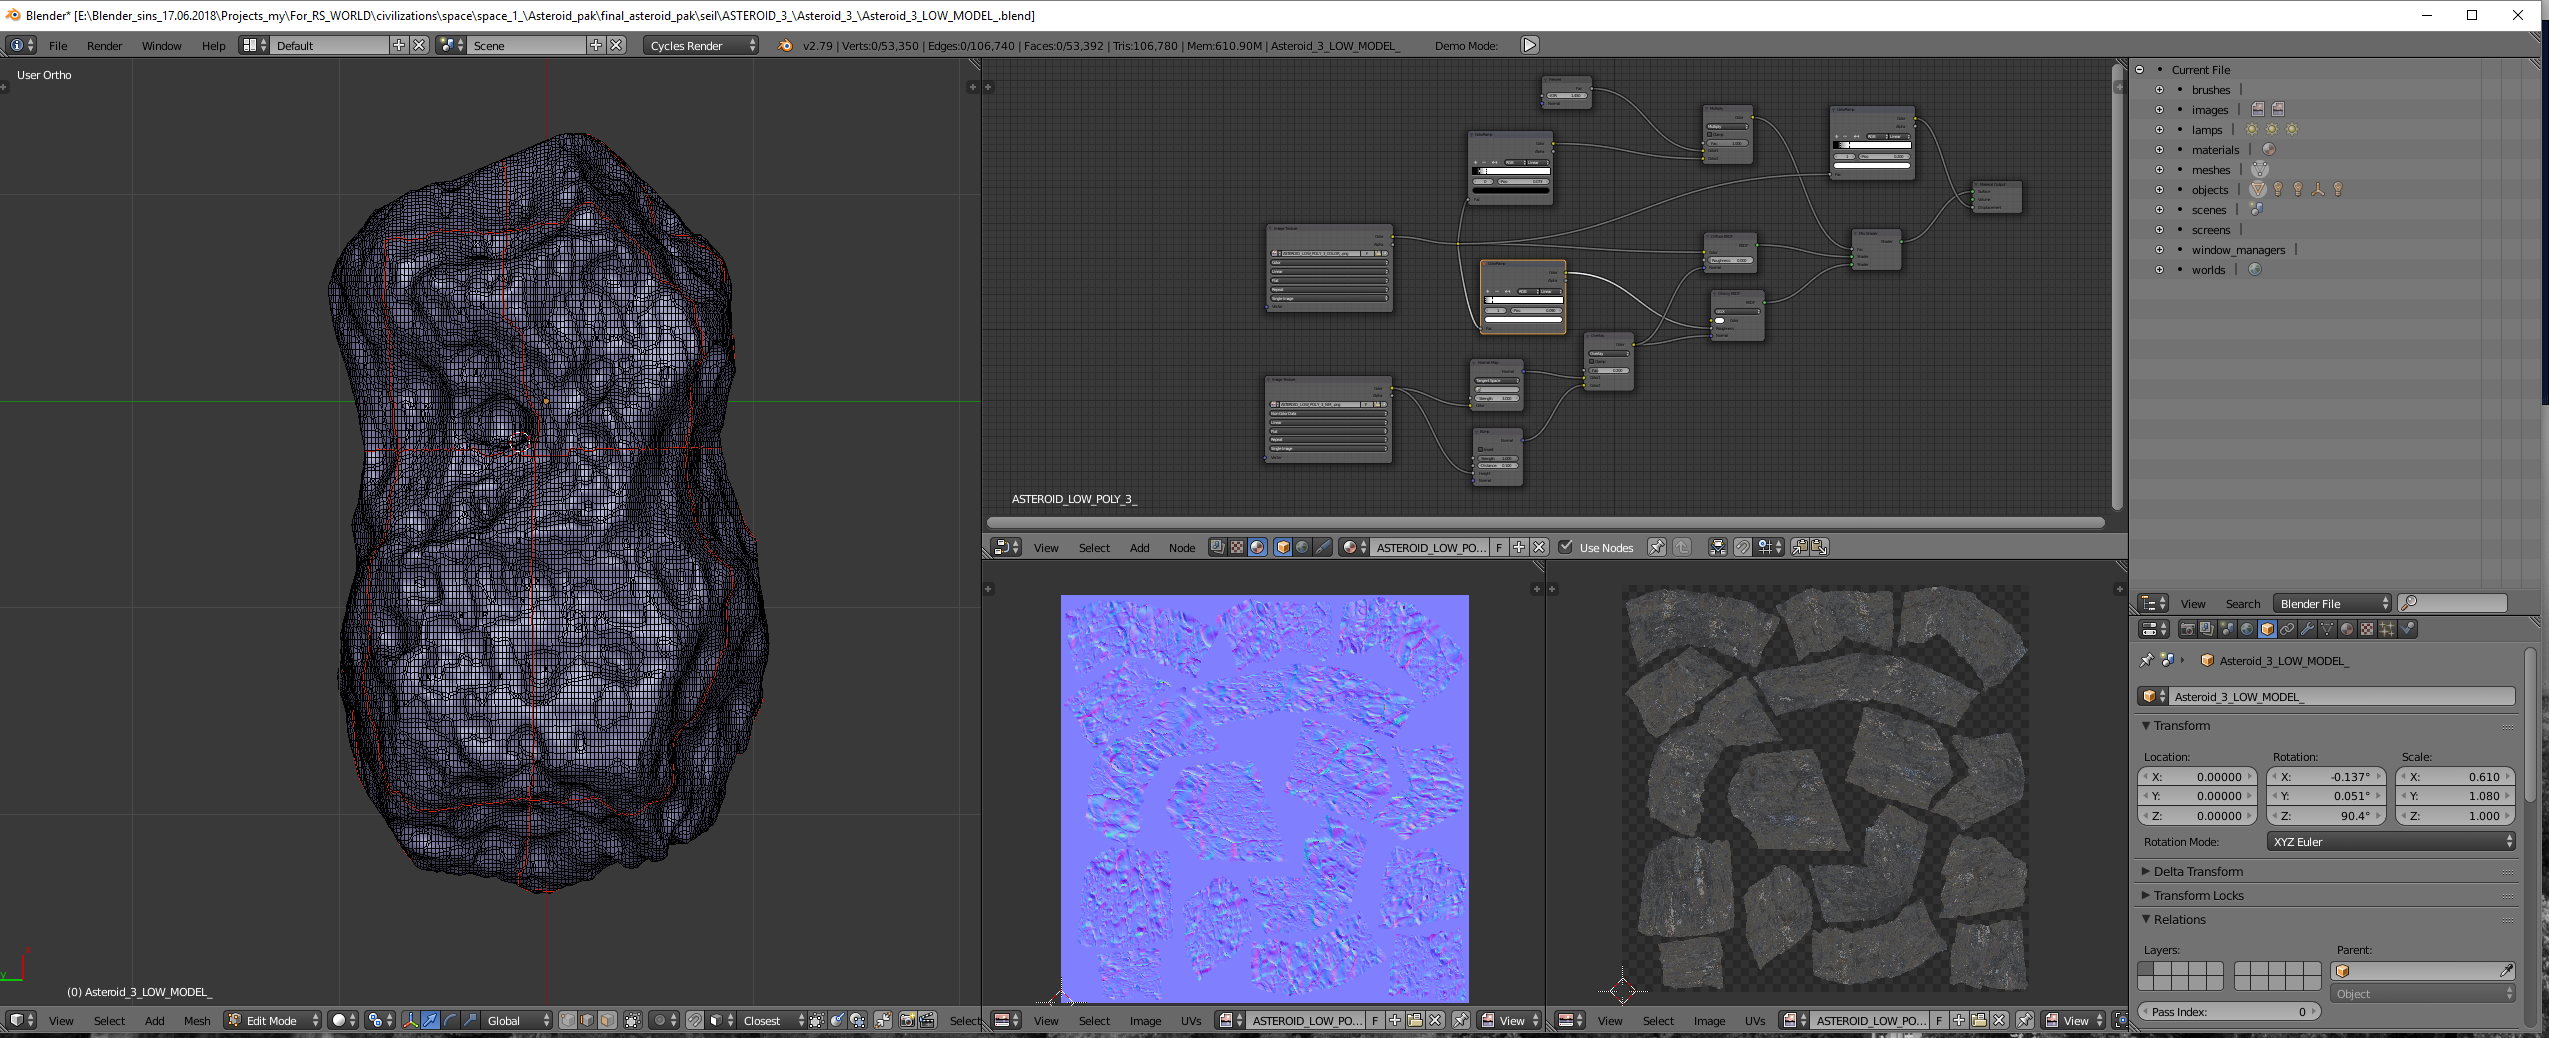 Blender* [E:\Blender_sins_17.06.2018\Projects_my\For_RS_WORLD\civilizations\space\space_1_\Asteroid_pak\final_asteroid_pak\seil\ASTEROID_3_\Asteroid_3_\Asteroid_3_LOW_MODEL_.blend]
File Render Window Help Default Scene Cycles Render v2.79 | Verts:0/53,350 | Edges:0/106,740 | Faces:0/53,392 | Tris:106,780 | Mem:610.90M | Asteroid_3_LOW_MODEL_ Demo Mode:
User Ortho
(0) Asteroid_3_LOW_MODEL_
View Select Add Mesh Edit Mode Global Closest Select
ASTEROID_LOW_POLY_3_
View Select Add Node ASTEROID_LOW_PO... F Use Nodes
View Select Image UVs ASTEROID_LOW_PO... F View
View Select Image UVs ASTEROID_LOW_PO... F View
Current File
brushes
images
lamps
materials
meshes
objects
scenes
screens
window_managers
worlds
View Search Blender File
Asteroid_3_LOW_MODEL_
Asteroid_3_LOW_MODEL_
Transform
Location: Rotation: Scale:
X: 0.00000 X: -0.137° X: 0.610
Y: 0.00000 Y: 0.051° Y: 1.080
Z: 0.00000 Z: 90.4° Z: 1.000
Rotation Mode: XYZ Euler
Delta Transform
Transform Locks
Relations
Layers: Parent:
Object
Pass Index: 0